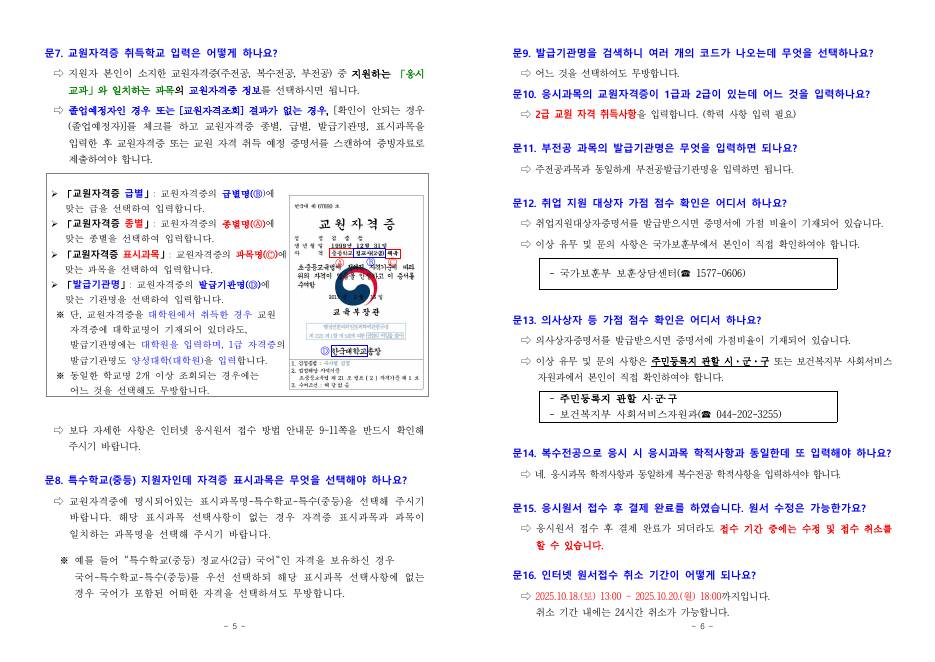 문7. 교원자격증 취득학교 입력은 어떻게 하나요?
⇨ 지원자 본인이 소지한 교원자격증(주전공, 복수전공, 부전공) 중 지원하는 「응시
교과」와 일치하는 과목의 교원자격증 정보를 선택하시면 됩니다.
⇨ 졸업예정자인 경우 또는 [교원자격조회] 결과가 없는 경우, [확인이 안되는 경우
(졸업예정자)]를 체크를 하고 교원자격증 종별, 급별, 발급기관명, 표시과목을
입력한 후 교원자격증 또는 교원 자격 취득 예정 증명서를 스캔하여 증빙자료로
제출하여야 합니다.
➢ 「교원자격증 급별」: 교원자격증의 급별명(Ⓑ)에
맞는 급을 선택하여 입력합니다.
➢ 「교원자격증 종별」: 교원자격증의 종별명(Ⓐ)에
맞는 종별을 선택하여 입력합니다.
➢ 「교원자격증 표시과목」: 교원자격증의 과목명(Ⓒ)에
맞는 과목을 선택하여 입력합니다.
➢ 「발급기관명」: 교원자격증의 발급기관명(Ⓓ)에
맞는 기관명을 선택하여 입력합니다.
※ 단, 교원자격증을 대학원에서 취득한 경우 교원
자격증에 대학교명이 기재되어 있더라도,
발급기관명에는 대학원을 입력하며, 1급 자격증의
발급기관명도 양성대학(대학원)을 입력합니다.
※ 동일한 학교명 2개 이상 조회되는 경우에는
어느 것을 선택해도 무방합니다.
교 원 자 격 증
생 년 월 일 1999년 12월 31일
자 격 중등학교 정교사(2급) 국어
Ⓐ Ⓑ Ⓒ
교 육 부 장 관
Ⓓ 한국대학교총장
⇨ 보다 자세한 사항은 인터넷 응시원서 접수 방법 안내문 9-11쪽을 반드시 확인해
주시기 바랍니다.
문8. 특수학교(중등) 지원자인데 자격증 표시과목은 무엇을 선택해야 하나요?
⇨ 교원자격증에 명시되어있는 표시과목명-특수학교-특수(중등)을 선택해 주시기
바랍니다. 해당 표시과목 선택사항이 없는 경우 자격증 표시과목과 과목이
일치하는 과목명을 선택해 주시기 바랍니다.
※ 예를 들어 "특수학교(중등) 정교사(2급) 국어"인 자격을 보유하신 경우
국어-특수학교-특수(중등)를 우선 선택하되 해당 표시과목 선택사항에 없는
경우 국어가 포함된 어떠한 자격을 선택하셔도 무방합니다.
- 5 -
문9. 발급기관명을 검색하니 여러 개의 코드가 나오는데 무엇을 선택하나요?
⇨ 어느 것을 선택하여도 무방합니다.
문10. 응시과목의 교원자격증이 1급과 2급이 있는데 어느 것을 입력하나요?
⇨ 2급 교원 자격 취득사항을 입력합니다. (학력 사항 입력 필요)
문11. 부전공 과목의 발급기관명은 무엇을 입력하면 되나요?
⇨ 주전공과목과 동일하게 부전공발급기관명을 입력하면 됩니다.
문12. 취업 지원 대상자 가점 점수 확인은 어디서 하나요?
⇨ 취업지원대상자증명서를 발급받으시면 증명서에 가점 비율이 기재되어 있습니다.
⇨ 이상 유무 및 문의 사항은 국가보훈부에서 본인이 직접 확인하여야 합니다.
- 국가보훈부 보훈상담센터(☎ 1577-0606)
문13. 의사상자 등 가점 점수 확인은 어디서 하나요?
⇨ 의사상자증명서를 발급받으시면 증명서에 가점비율이 기재되어 있습니다.
⇨ 이상 유무 및 문의 사항은 주민등록지 관할 시・군・구 또는 보건복지부 사회서비스
자원과에서 본인이 직접 확인하여야 합니다.
- 주민등록지 관할 시·군·구
- 보건복지부 사회서비스자원과(☎ 044-202-3255)
문14. 복수전공으로 응시 시 응시과목 학적사항과 동일한데 또 입력해야 하나요?
⇨ 네. 응시과목 학적사항과 동일하게 복수전공 학적사항을 입력하셔야 합니다.
문15. 응시원서 접수 후 결제 완료를 하였습니다. 원서 수정은 가능한가요?
⇨ 응시원서 접수 후 결제 완료가 되더라도 접수 기간 중에는 수정 및 접수 취소를
할 수 있습니다.
문16. 인터넷 원서접수 취소 기간이 어떻게 되나요?
⇨ 2025.10.18.(토) 13:00 - 2025.10.20.(월) 18:00까지입니다.
취소 기간 내에는 24시간 취소가 가능합니다.
- 6 -